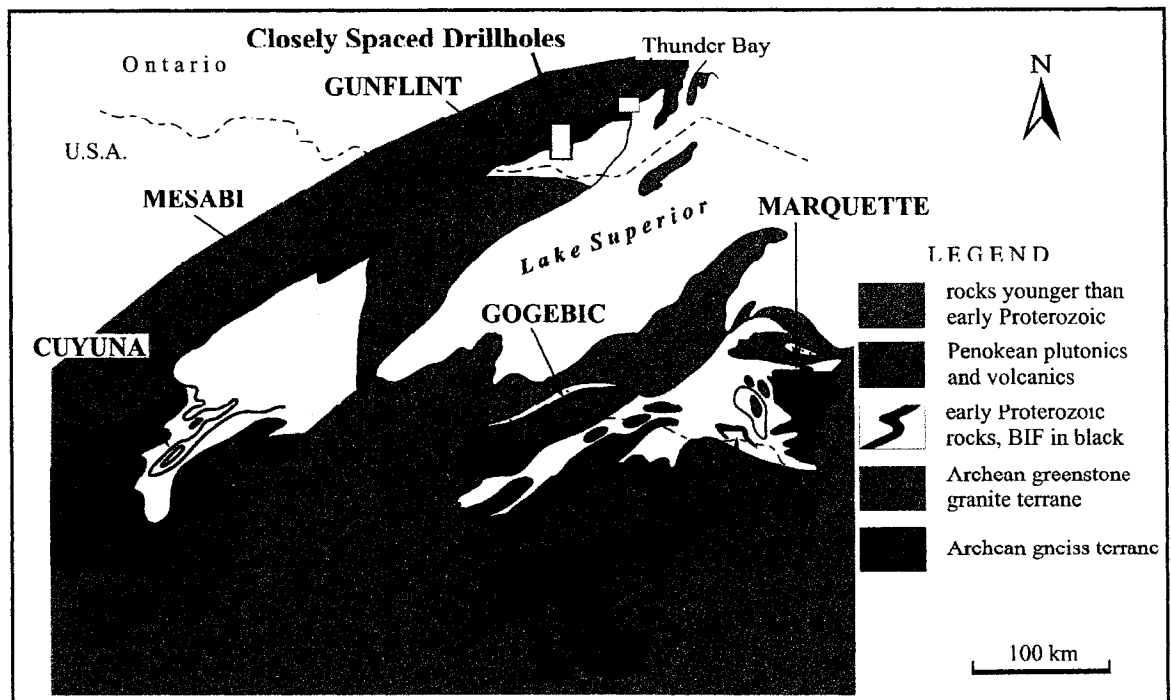 Closely Spaced Drillholes
Thunder Bay
Ontario
N
GUNFLINT
U.S.A.
MESABI
MARQUETTE
Lake Superior
LEGEND
rocks younger than
early Proterozoic
GOGEBIC
CUYUNA
Penokean plutonics
and volcanics
early Proterozoic
rocks, BIF in black
Archean greenstone
granite terrane
Archean gneiss terrane
100 km